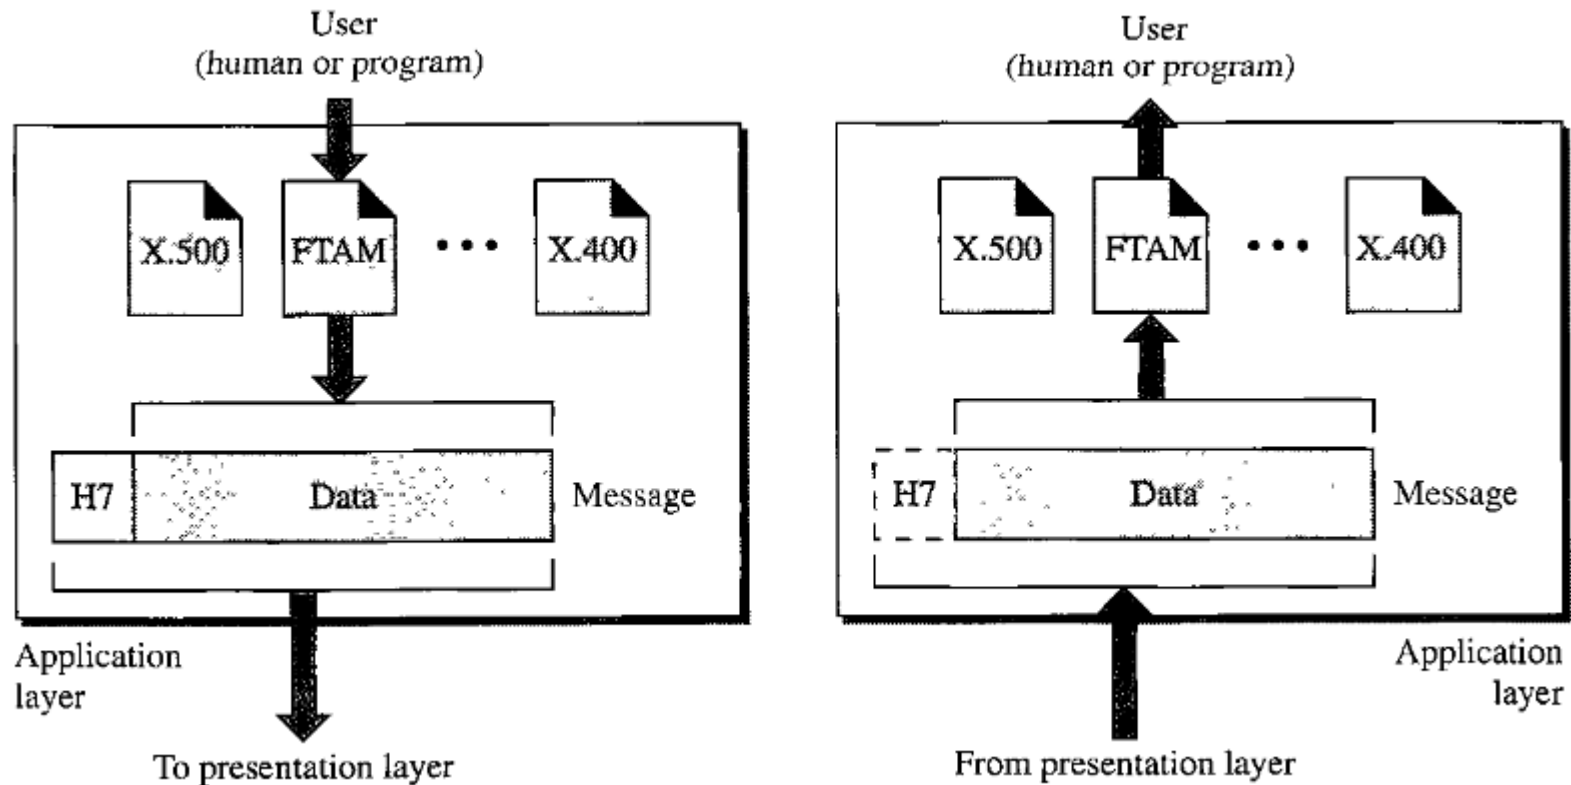 User
(human or program)
X.500
FTAM
X.400
H7
Data
Message
Application
layer
To presentation layer
User
(human or program)
X.500
FTAM
X.400
H7
Data
Message
Application
layer
From presentation layer